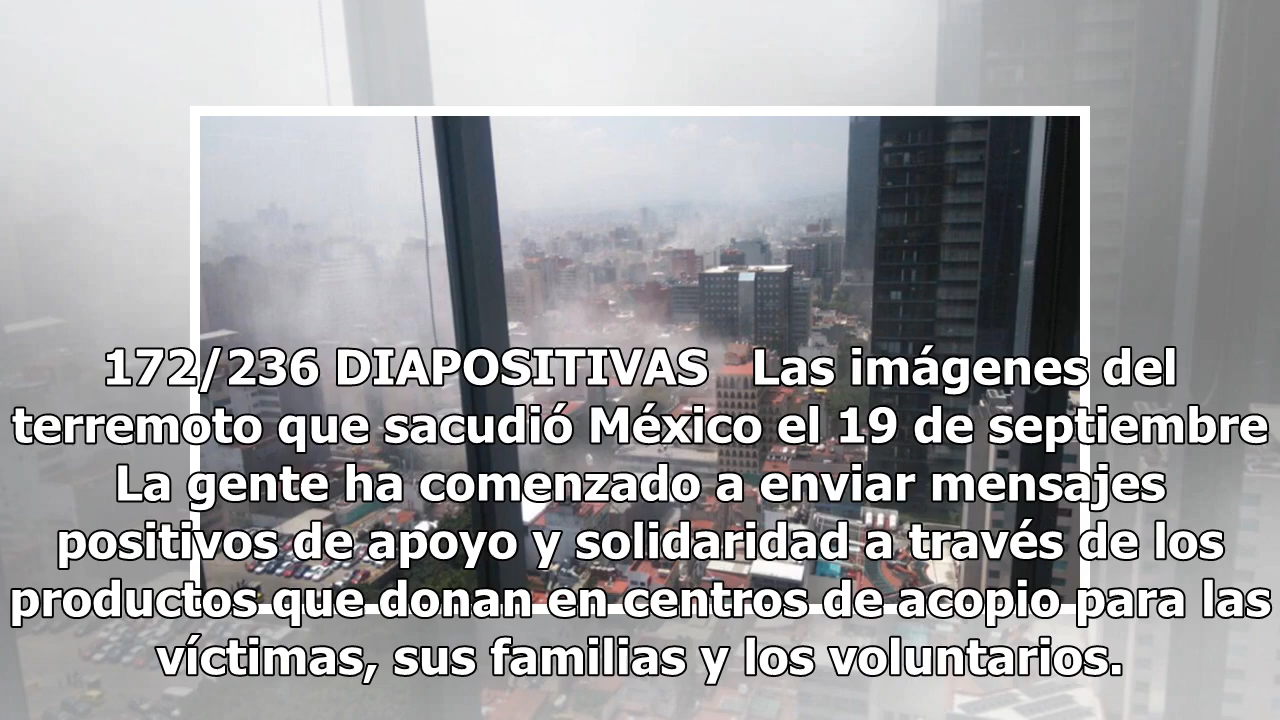 172/236 DIAPOSITIVAS   Las imágenes del
terremoto que sacudió México el 19 de septiembre
La gente ha comenzado a enviar mensajes
positivos de apoyo y solidaridad a través de los
productos que donan en centros de acopio para las
víctimas, sus familias y los voluntarios.